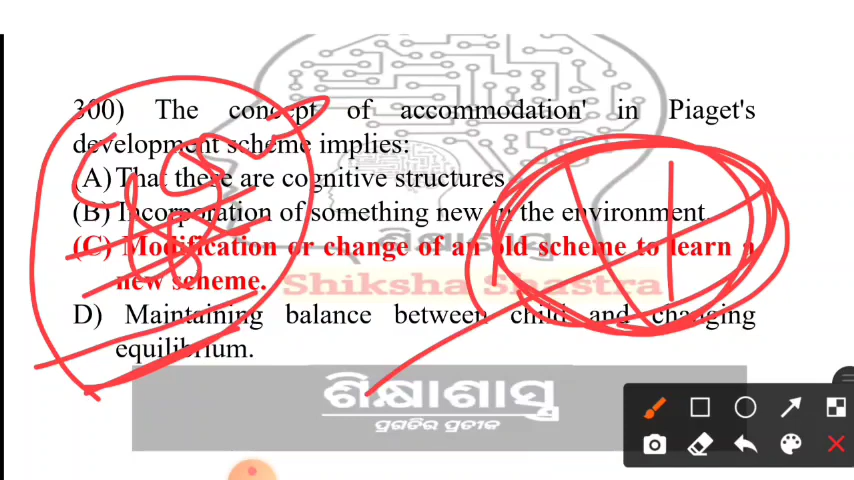 300) The concept of accommodation' in Piaget's
development scheme implies:
(A) That there are cognitive structures
(B) Incorporation of something new in the environment.
(C) Modification or change of an old scheme to learn a
new scheme.
D) Maintaining balance between child and changing
equilibrium.
ଶିକ୍ଷାଶାସ୍ତ୍ର
Shiksha Shastra
ଶିକ୍ଷାଶାସ୍ତ୍ର
ପ୍ରଗତିର ପ୍ରତୀକ